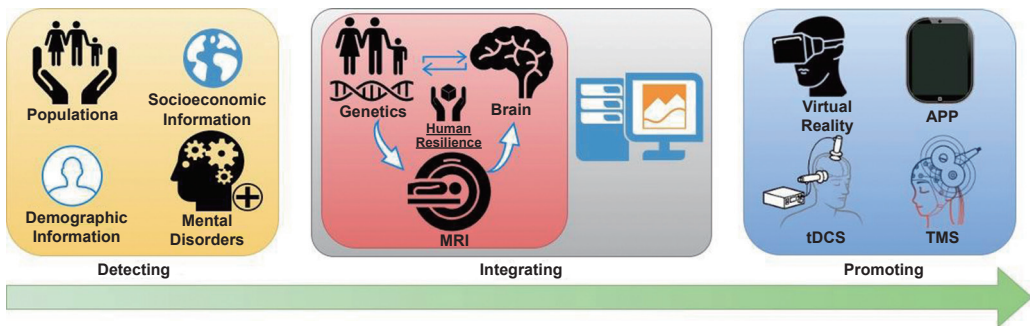 Populationa
Socioeconomic
Information
Demographic
Information
Mental
Disorders
Detecting
Genetics
Brain
Human
Resilience
MRI
Integrating
Virtual
Reality
APP
tDCS
TMS
Promoting